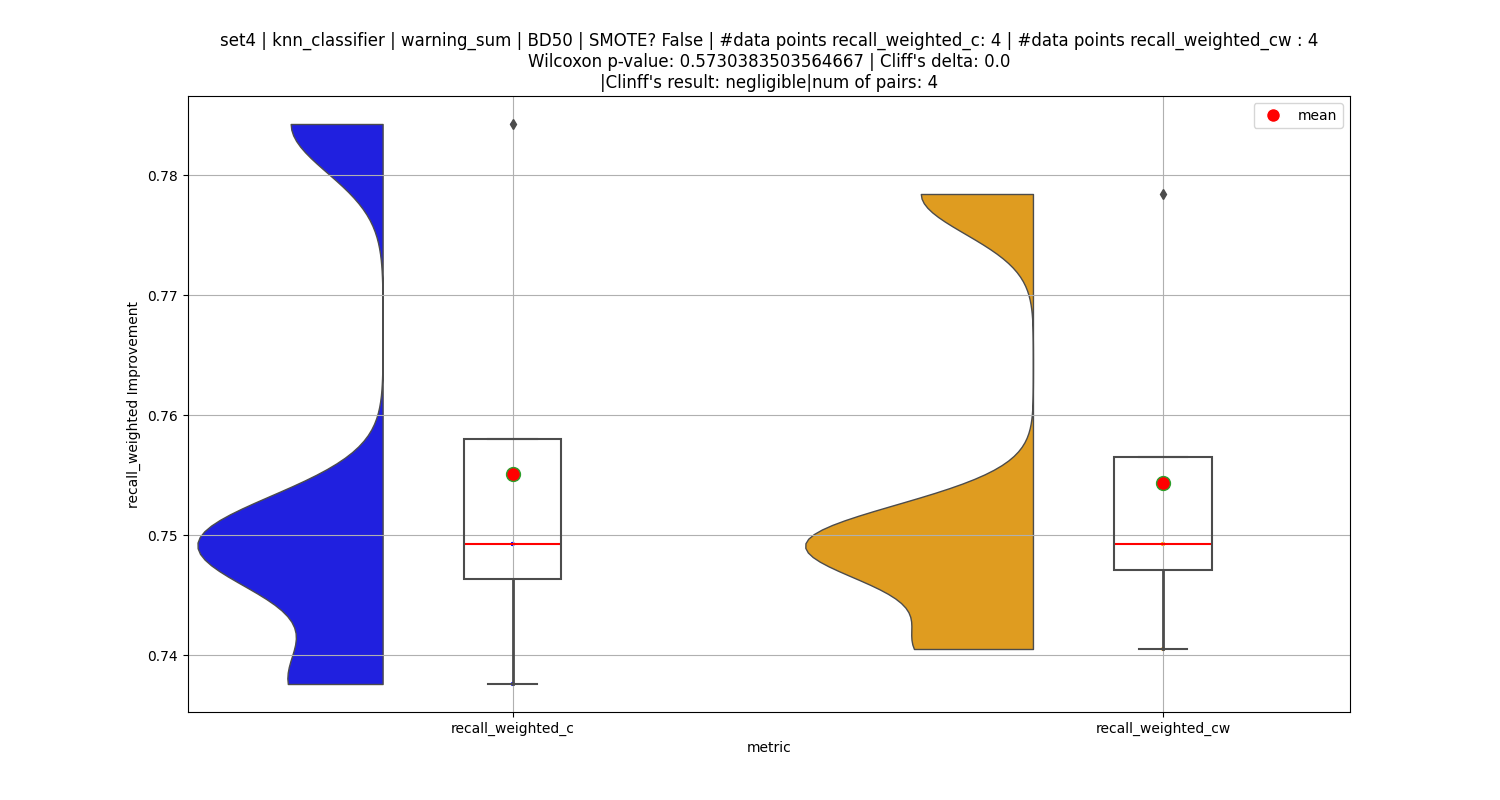 set4 | knn_classifier | warning_sum | BD50 | SMOTE? False | #data points recall_weighted_c: 4 | #data points recall_weighted_cw : 4
Wilcoxon p-value: 0.5730383503564667 | Cliff's delta: 0.0
|Clinff's result: negligible|num of pairs: 4
mean
0.78
0.77
0.76
0.75
0.74
recall_weighted Improvement
recall_weighted_c
recall_weighted_cw
metric